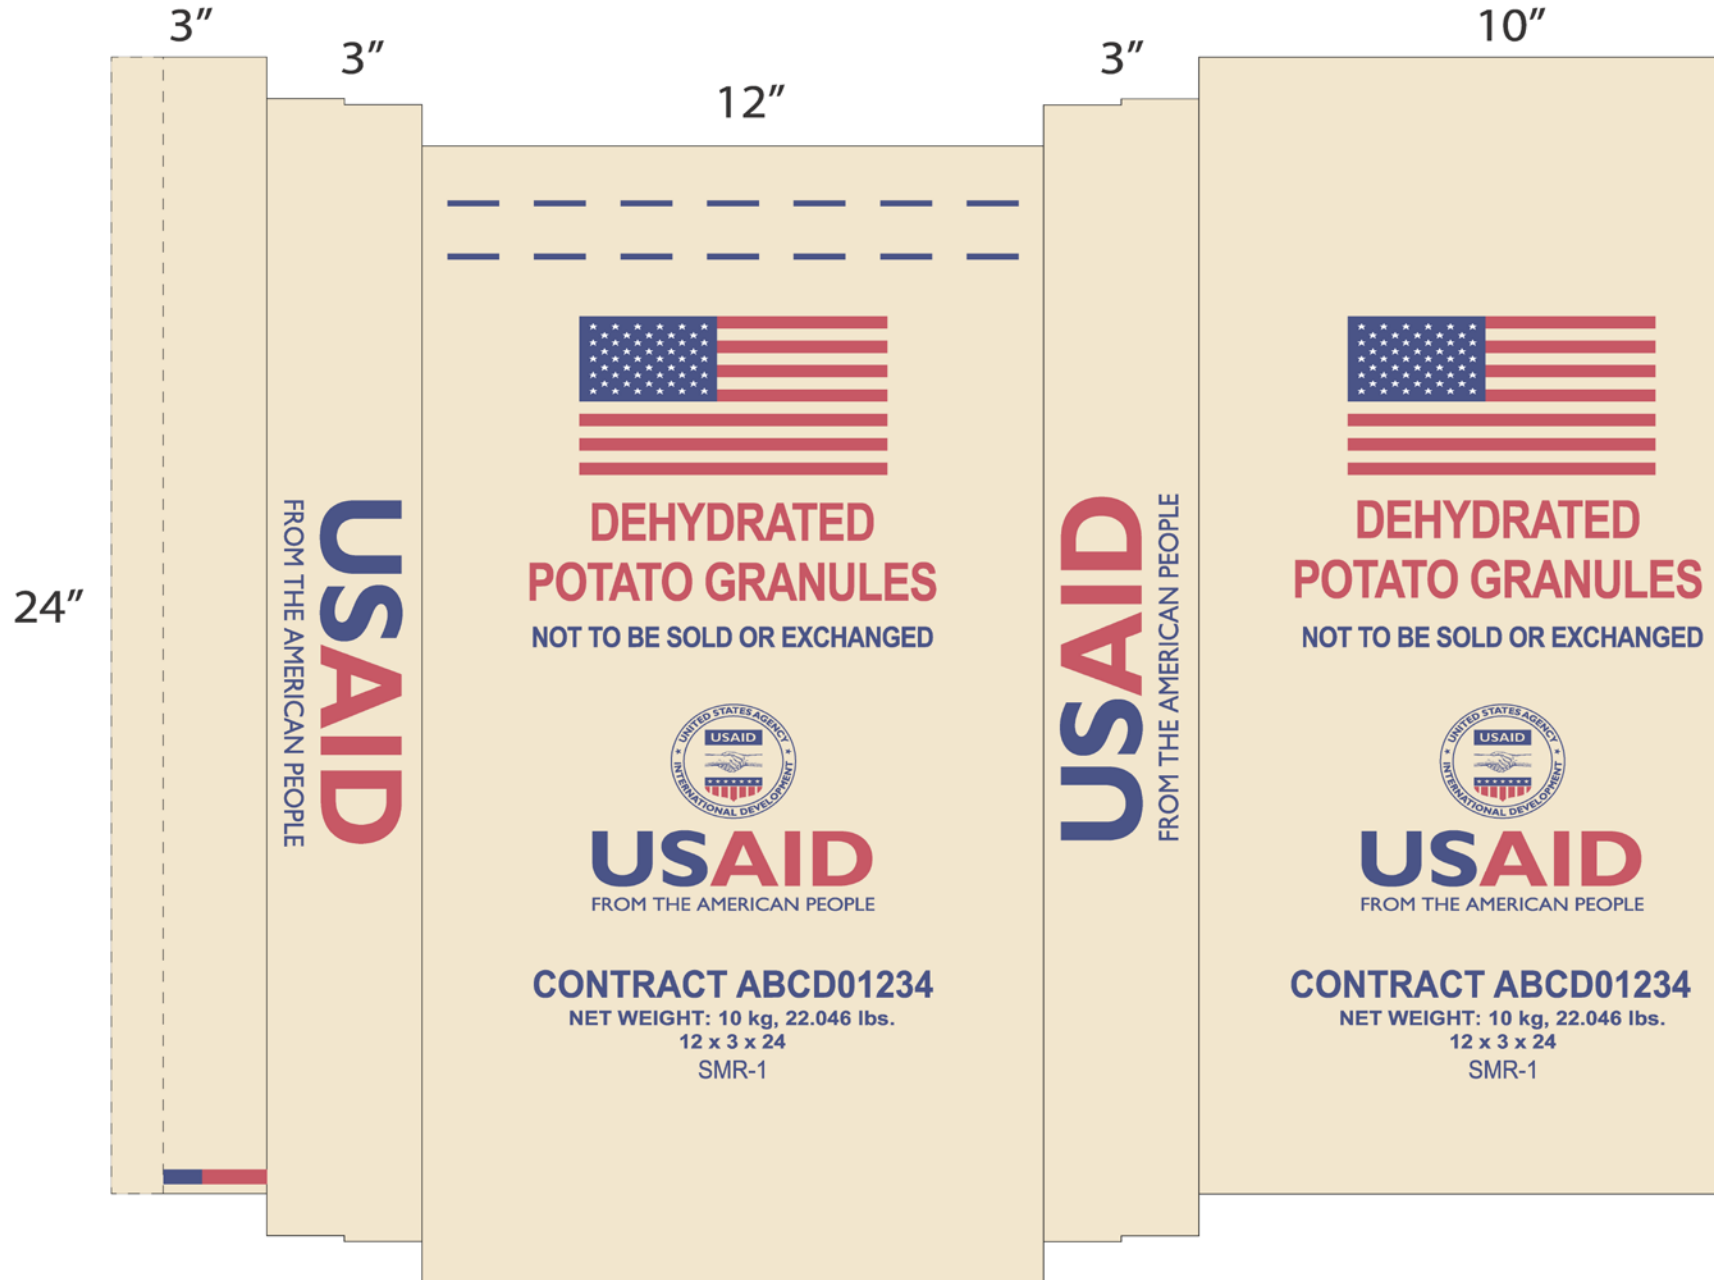 3″
3″
12″
3″
10″
24″
USAID
FROM THE AMERICAN PEOPLE
DEHYDRATED
POTATO GRANULES
NOT TO BE SOLD OR EXCHANGED
UNITED STATES AGENCY
USAID
INTERNATIONAL DEVELOPMENT
USAID
FROM THE AMERICAN PEOPLE
CONTRACT ABCD01234
NET WEIGHT: 10 kg, 22.046 lbs.
12 x 3 x 24
SMR-1
USAID
FROM THE AMERICAN PEOPLE
DEHYDRATED
POTATO GRANULES
NOT TO BE SOLD OR EXCHANGED
UNITED STATES AGENCY
USAID
INTERNATIONAL DEVELOPMENT
USAID
FROM THE AMERICAN PEOPLE
CONTRACT ABCD01234
NET WEIGHT: 10 kg, 22.046 lbs.
12 x 3 x 24
SMR-1